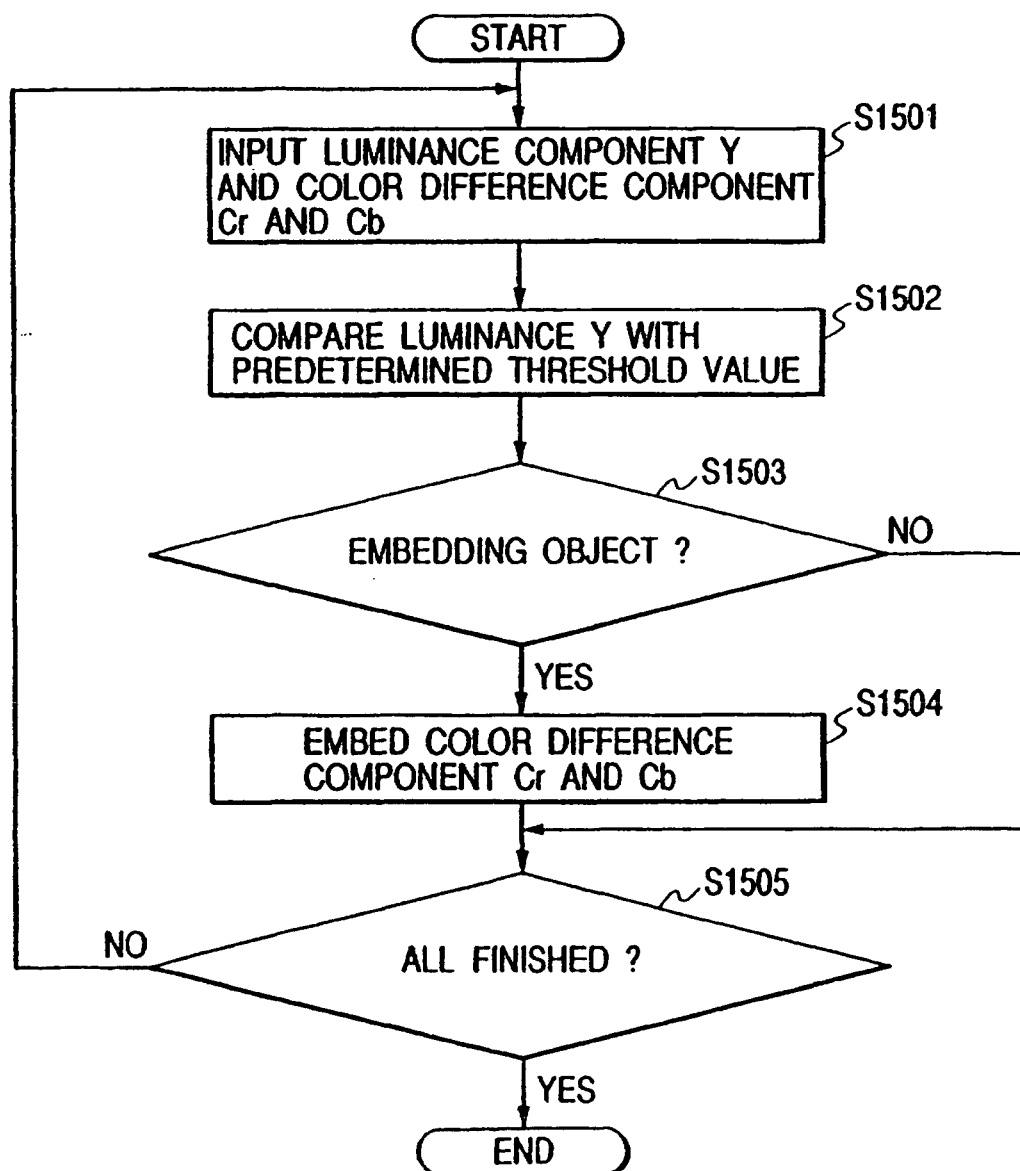 START
S1501
INPUT LUMINANCE COMPONENT Y
AND COLOR DIFFERENCE COMPONENT
Cr AND Cb
S1502
COMPARE LUMINANCE Y WITH
PREDETERMINED THRESHOLD VALUE
S1503
EMBEDDING OBJECT ?
NO
YES
S1504
EMBED COLOR DIFFERENCE
COMPONENT Cr AND Cb
S1505
ALL FINISHED ?
NO
YES
END